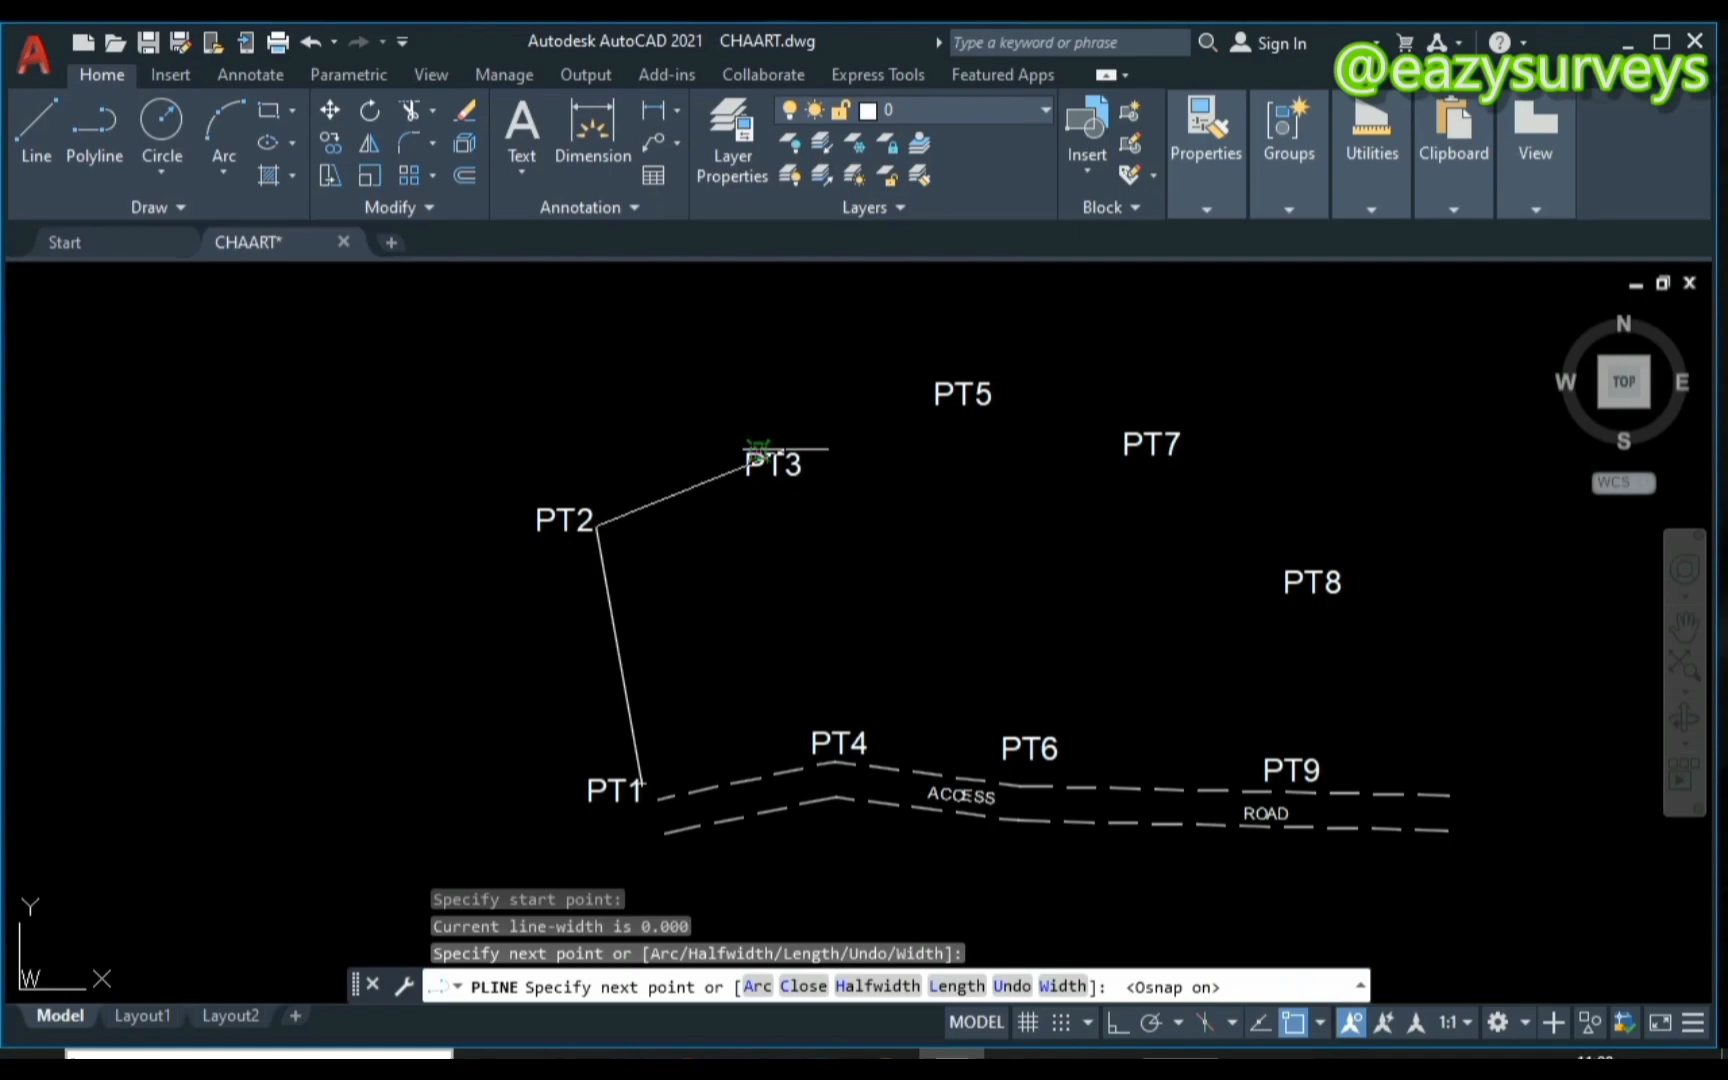 Autodesk AutoCAD 2021 CHAART.dwg
Type a keyword or phrase
Sign In
@eazysurveys
Home Insert Annotate Parametric View Manage Output Add-ins Collaborate Express Tools Featured Apps
Line Polyline Circle Arc
Text Dimension
Layer Properties
0
Insert
Properties Groups Utilities Clipboard View
Draw Modify Annotation Layers Block
Start CHAART*
N
W TOP E
S
WCS
PT5
PT7
PT3
PT2
PT8
PT4
PT6
PT9
PT1
ACCESS
ROAD
Y
W X
Specify start point:
Current line-width is 0.000
Specify next point or [Arc/Halfwidth/Length/Undo/Width]:
PLINE Specify next point or [Arc Close Halfwidth Length Undo Width]: <Osnap on>
Model Layout1 Layout2
MODEL 1:1